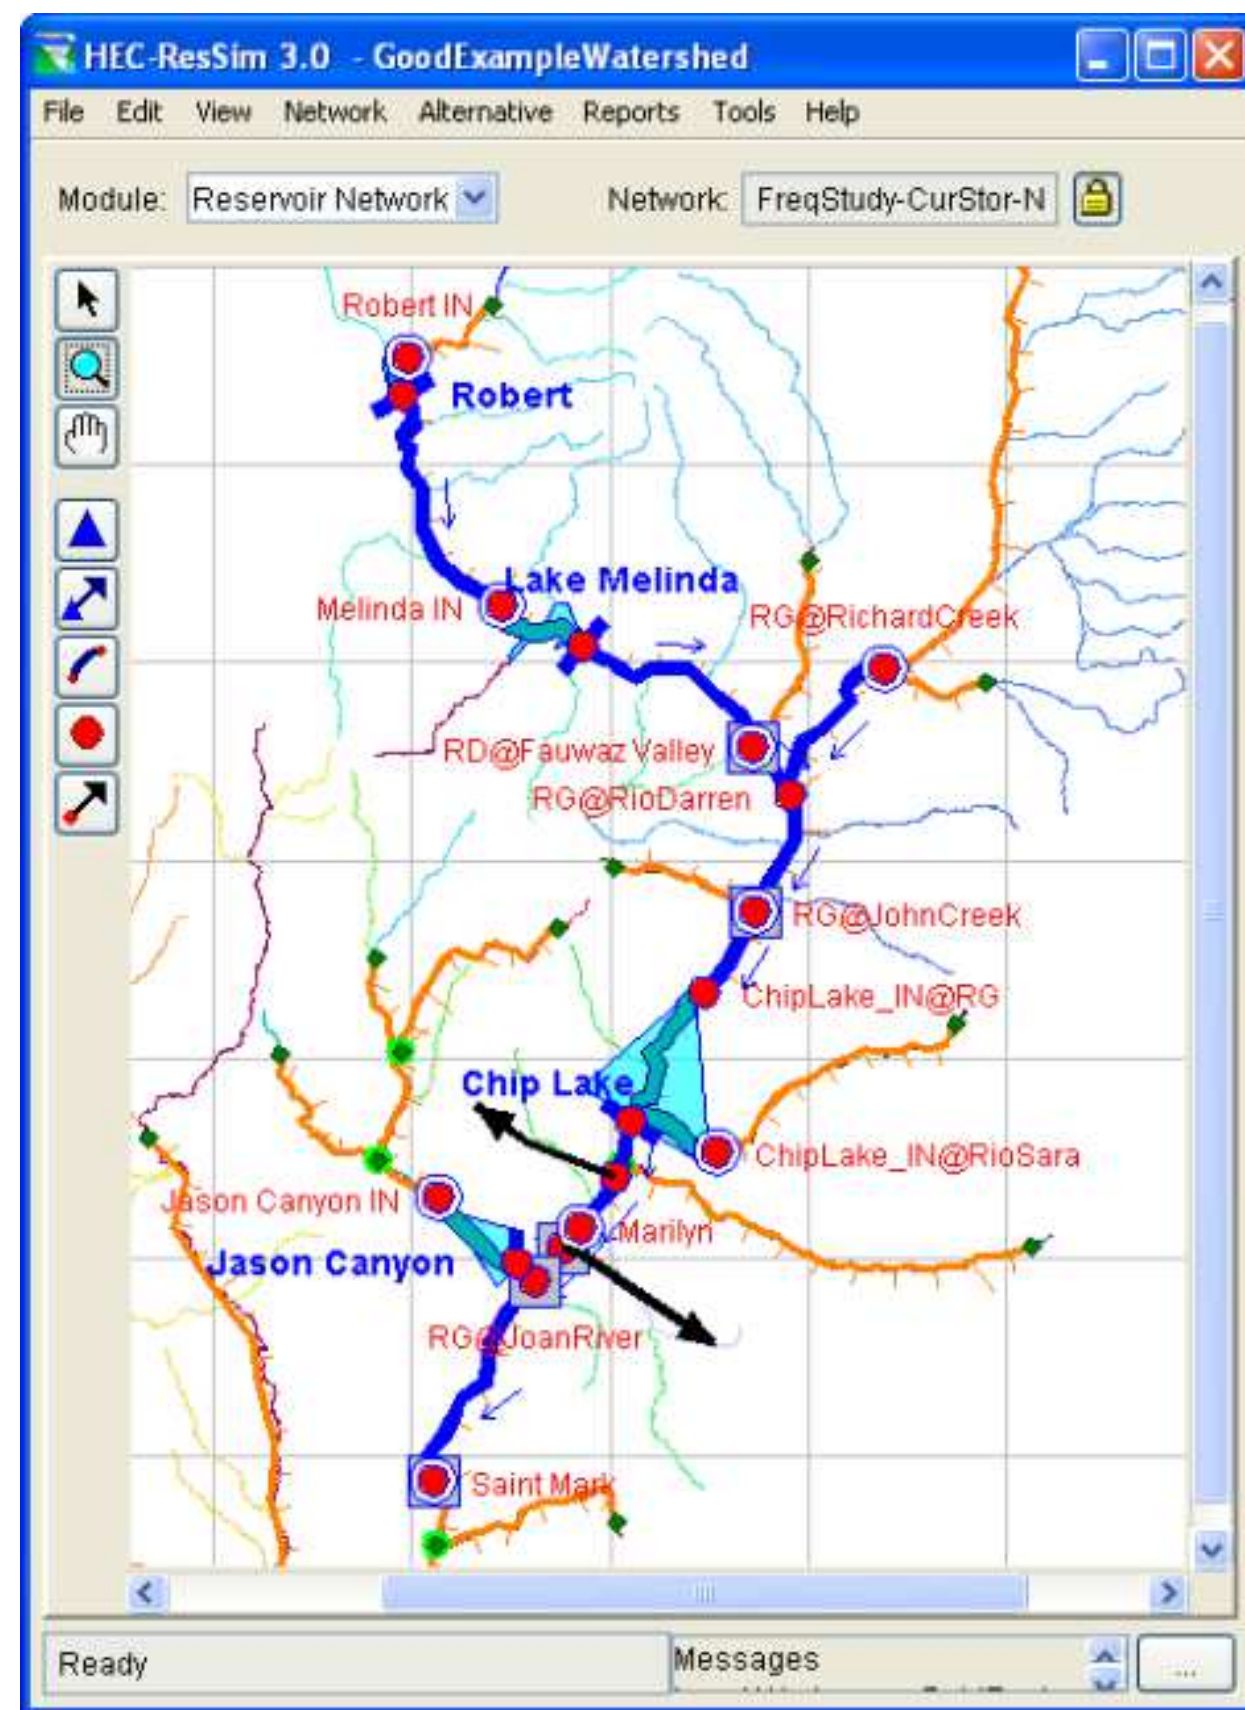 HEC-ResSim 3.0 - GoodExampleWatershed
File Edit View Network Alternative Reports Tools Help
Module: Reservoir Network Network: FreqStudy-CurStor-N
Robert IN
Robert
Lake Melinda
Melinda IN
RG@RichardCreek
RD@Fauwaz Valley
RG@RioDarren
RG@JohnCreek
ChipLake_IN@RG
Chip Lake
ChipLake_IN@RioSara
Jason Canyon IN
Marilyn
Jason Canyon
RG@JoanRiver
Saint Mark
Ready
Messages
...